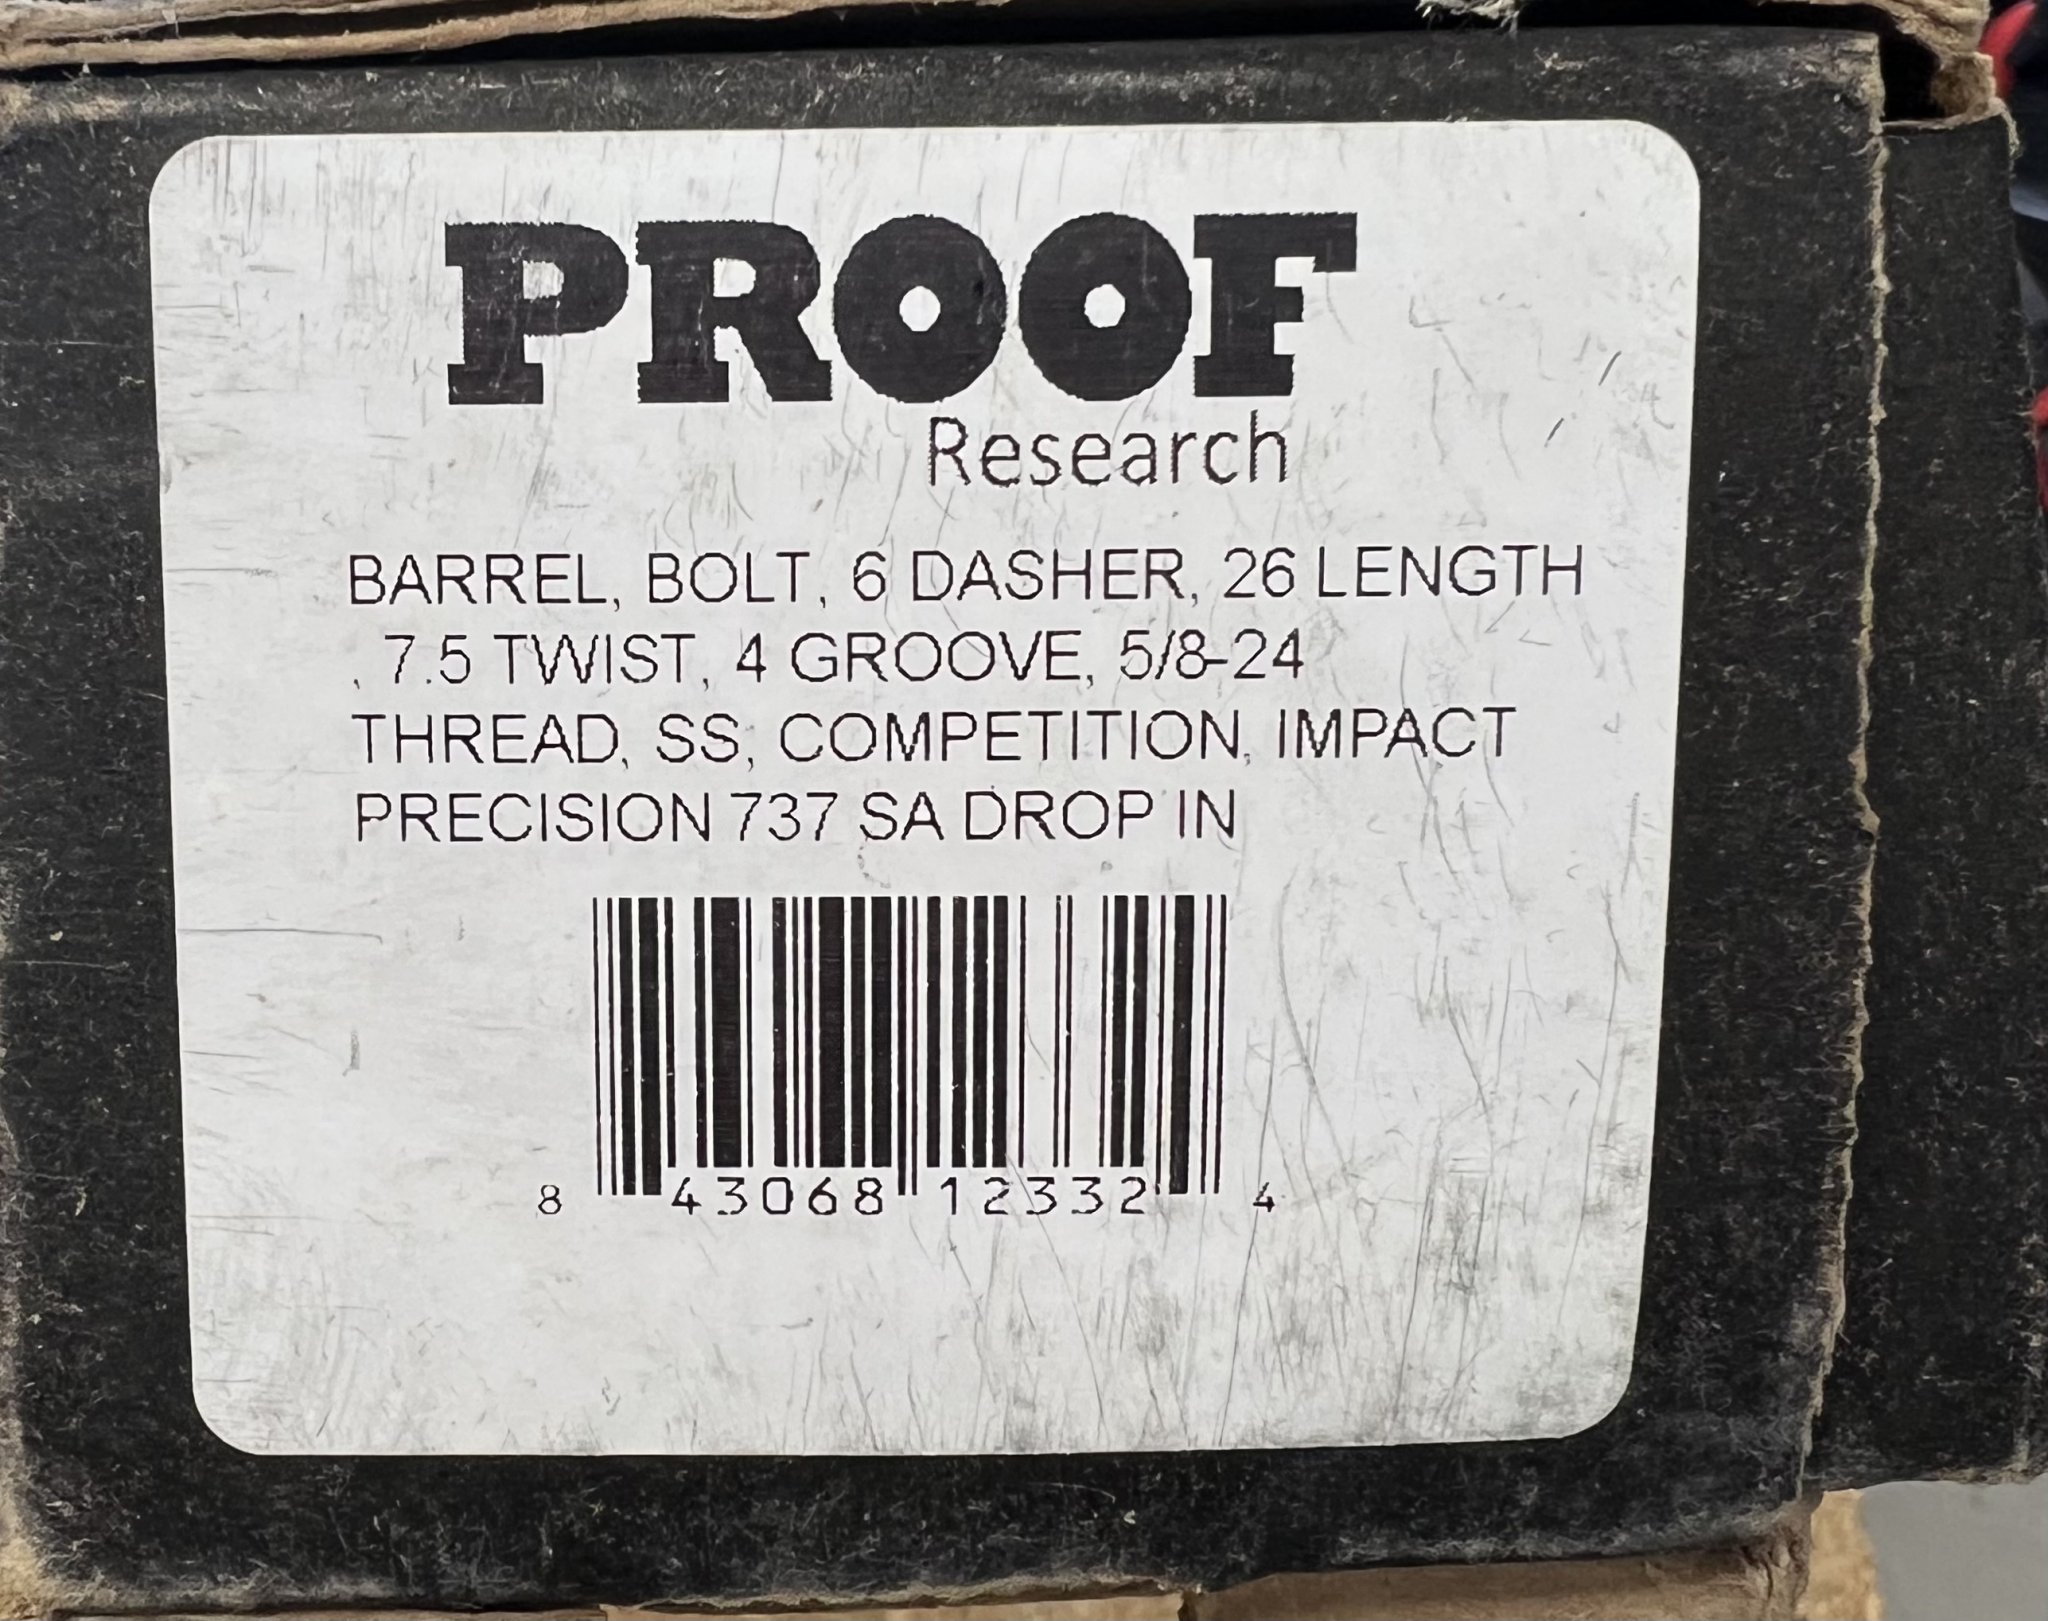 PROOF
Research
BARREL, BOLT, 6 DASHER, 26 LENGTH
, 7.5 TWIST, 4 GROOVE, 5/8-24
THREAD, SS, COMPETITION, IMPACT
PRECISION 737 SA DROP IN
8 43068 12332 4